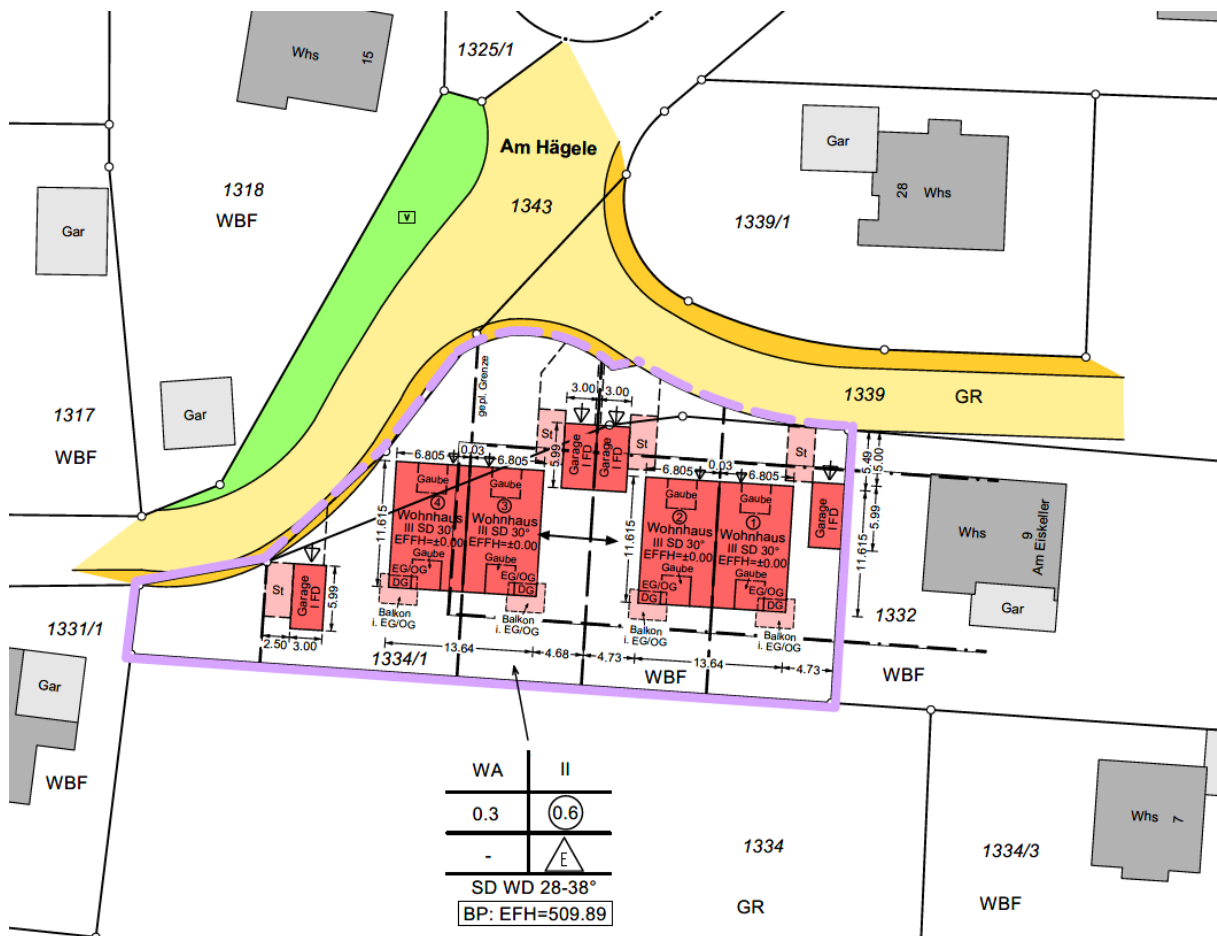 1325/1
Whs
15
Am Hägele
Gar
1318
WBF
V
1343
28
Whs
1339/1
Gar
gepl. Grenze
1339
GR
1317
WBF
Gar
3.00
3.00
St
Garage
I FD
Garage
I FD
St
St
5.99
5.49
5.00
6.805
0.03
6.805
6.805
0.03
6.805
Gaube
Gaube
Gaube
Gaube
4
3
2
1
Wohnhaus
III SD 30°
EFFH=±0.00
Wohnhaus
III SD 30°
EFFH=±0.00
Wohnhaus
III SD 30°
EFFH=±0.00
Wohnhaus
III SD 30°
EFFH=±0.00
Gaube
Gaube
Gaube
Gaube
EG/OG
DG
EG/OG
DG
EG/OG
DG
EG/OG
DG
11.615
11.615
Garage
I FD
5.99
11.615
Whs
9
Am Eiskeller
Gar
1332
1331/1
St
Garage
I FD
5.99
2.50
3.00
Balkon
i. EG/OG
Balkon
i. EG/OG
Balkon
i. EG/OG
Balkon
i. EG/OG
1334/1
13.64
4.68
4.73
13.64
4.73
WBF
WBF
Gar
WBF
WA
II
0.3
0.6
-
E
SD WD 28-38°
BP: EFH=509.89
1334
GR
Whs
7
1334/3
WBF